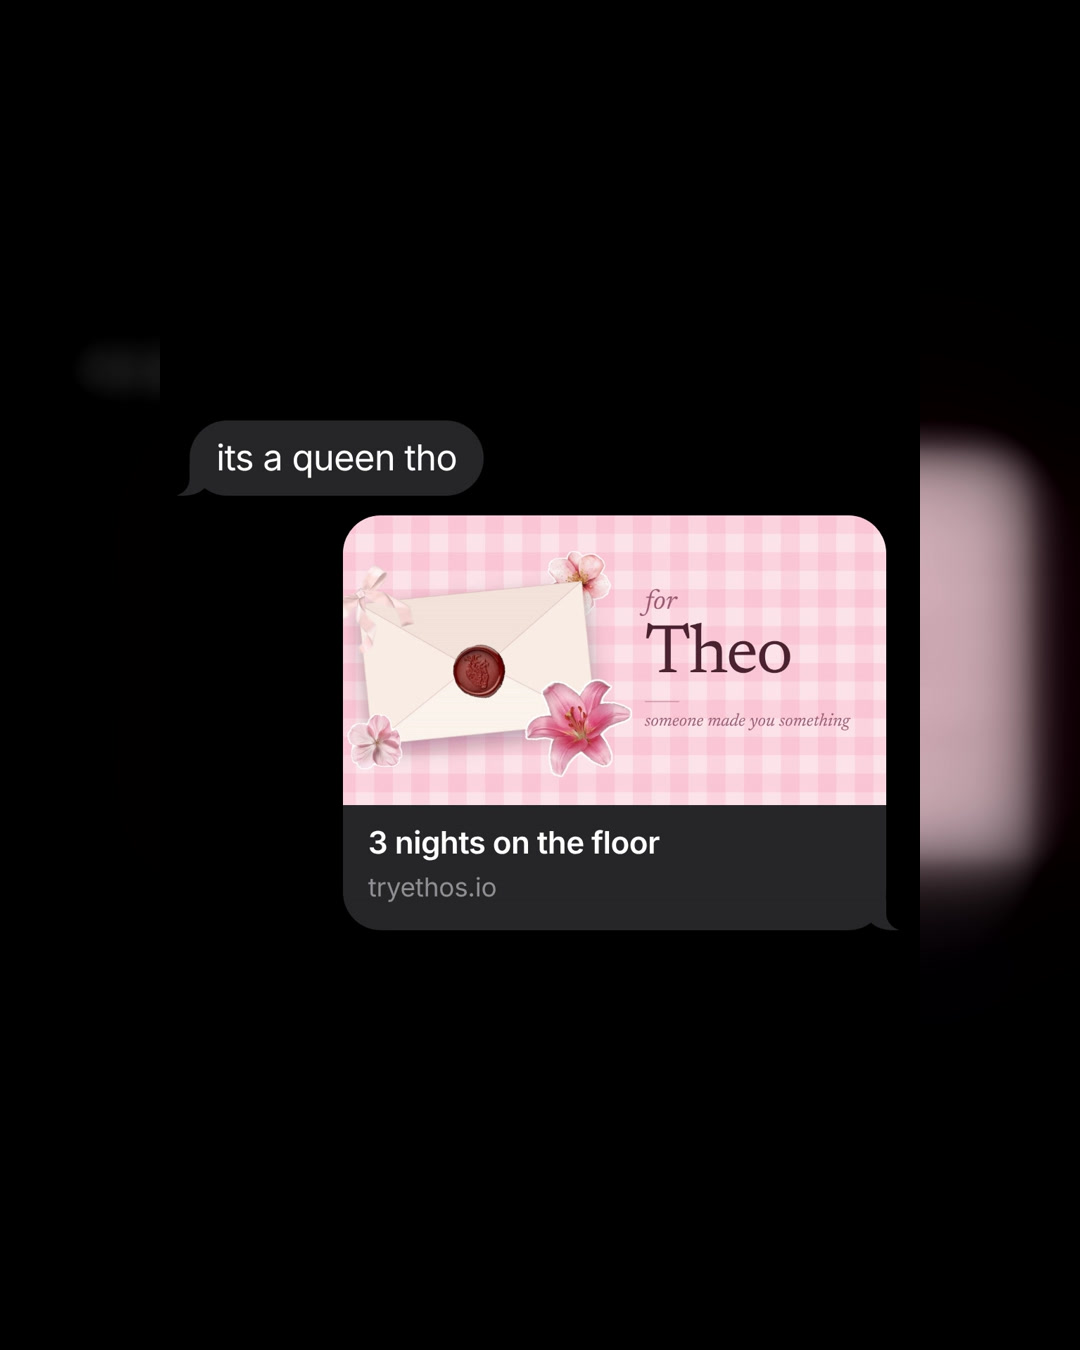 its a queen tho
for
Theo
someone made you something
3 nights on the floor
tryethos.io